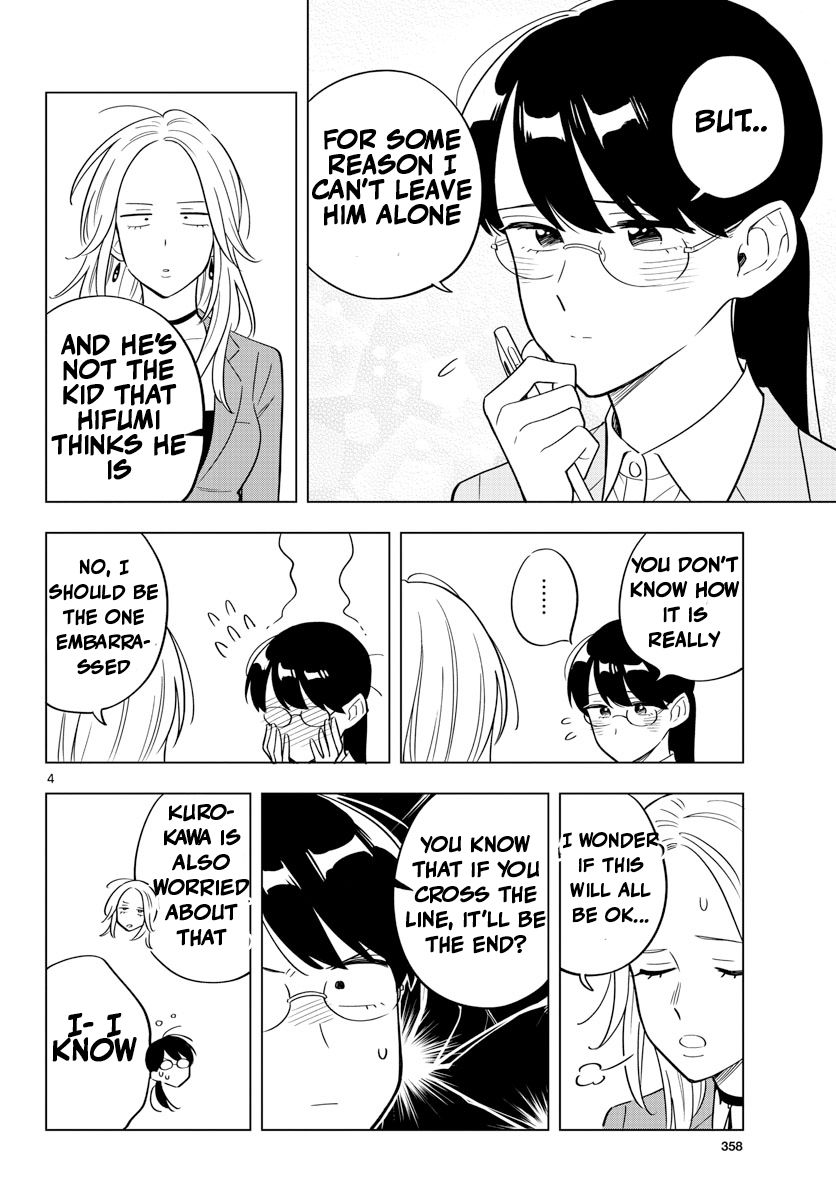 BUT...
FOR SOME
REASON I
CAN'T LEAVE
HIM ALONE
AND HE'S
NOT THE
KID THAT
HIFUMI
THINKS HE
IS
YOU DON'T
KNOW HOW
IT IS
REALLY
......
NO, I
SHOULD BE
THE ONE
EMBARRA-
SSED
4
I WONDER
IF THIS
WILL ALL
BE OK...
YOU KNOW
THAT IF YOU
CROSS THE
LINE, IT'LL BE
THE END?
KURO-
KAWA IS
ALSO
WORRIED
ABOUT
THAT
I- I
KNOW
358